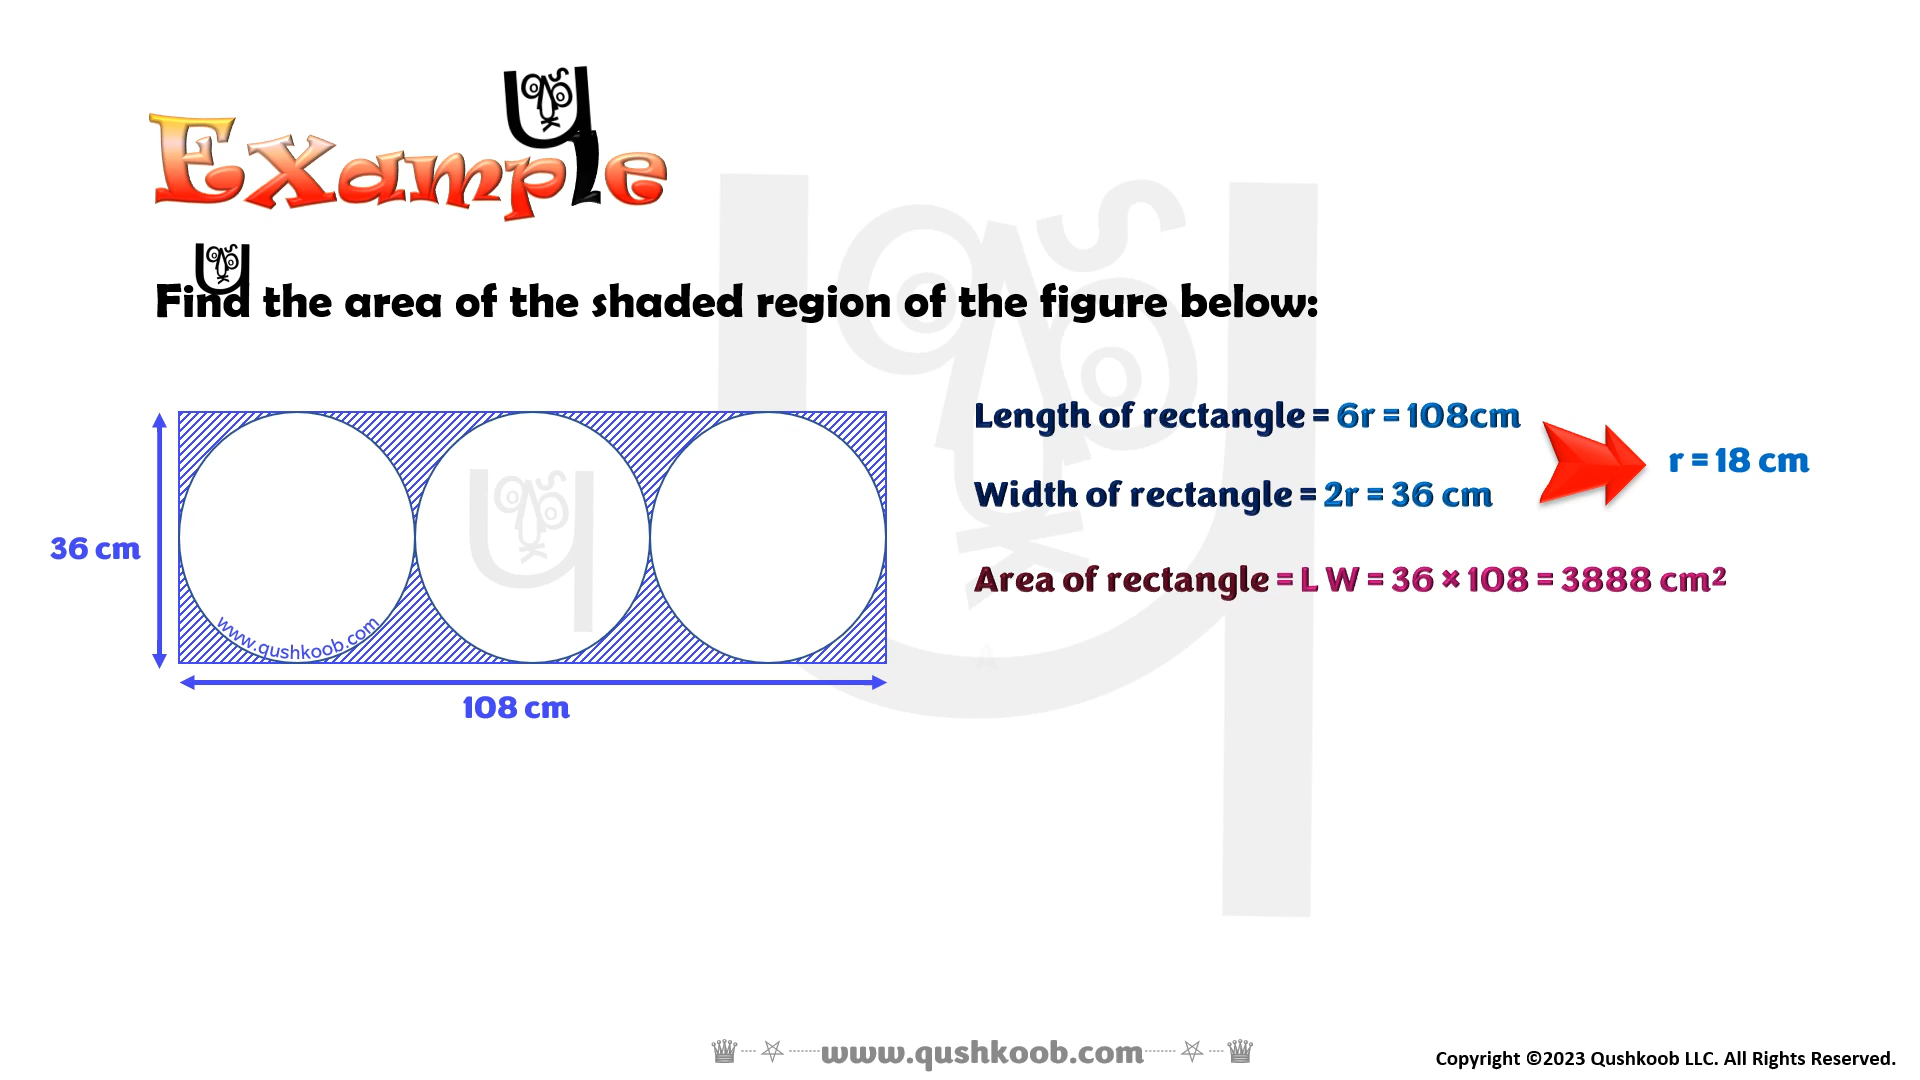 Example
Find the area of the shaded region of the figure below:
Length of rectangle = 6r = 108cm
r = 18 cm
Width of rectangle = 2r = 36 cm
36 cm
Area of rectangle = L W = 36 × 108 = 3888 cm²
www.qushkoob.com
108 cm
www.qushkoob.com
Copyright ©2023 Qushkoob LLC. All Rights Reserved.